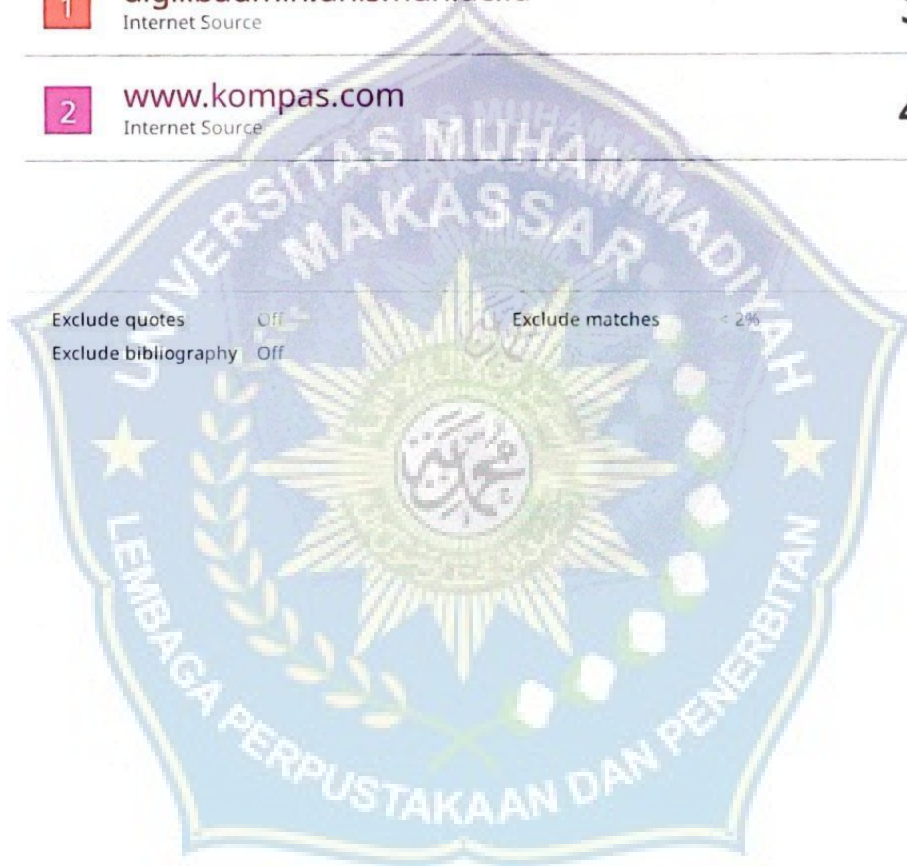 1
Internet Source
2 www.kompas.com
Internet Source
UNIVERSITAS MUHAMMADIYAH
MAKASSAR
Exclude quotes Off
Exclude matches < 2%
Exclude bibliography Off
LEMBAGA PERPUSTAKAAN DAN PENERBITAN